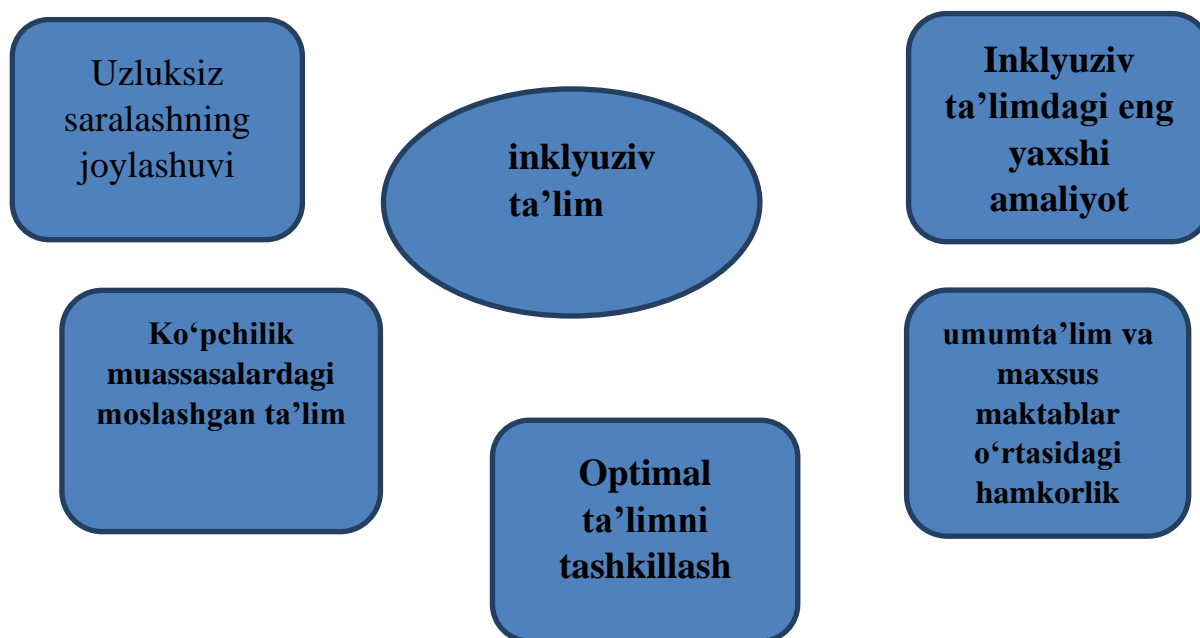 Uzluksiz
saralashning
joylashuvi
inklyuziv
ta’lim
Inklyuziv
ta’limdagi eng
yaxshi
amaliyot
Ko‘pchilik
muassasalardagi
moslashgan ta’lim
Optimal
ta’limni
tashkillash
umumta’lim va
maxsus
maktablar
o‘rtasidagi
hamkorlik